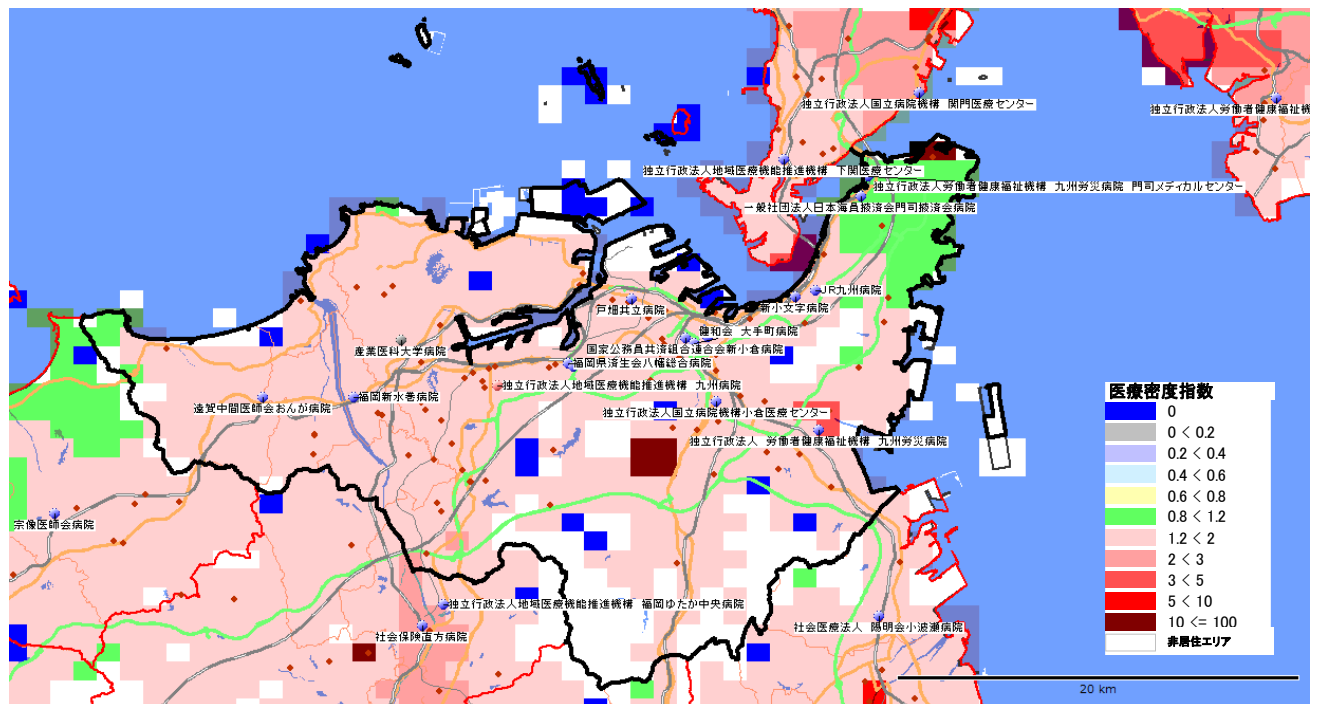 独立行政法人国立病院機構 関門医療センター
独立行政法人労働者健康福祉機
独立行政法人地域医療機能推進機構 下関医療センター
独立行政法人労働者健康福祉機構 九州労災病院 門司メディカルセンター
一般社団法人日本海員掖済会門司掖済会病院
JR九州病院
戸畑共立病院
新小文字病院
健和会 大手町病院
産業医科大学病院
国家公務員共済組合連合会新小倉病院
福岡県済生会八幡総合病院
独立行政法人地域医療機能推進機構 九州病院
福岡新水巻病院
遠賀中間医師会おんが病院
独立行政法人国立病院機構小倉医療センター
独立行政法人 労働者健康福祉機構 九州労災病院
宗像医師会病院
独立行政法人地域医療機能推進機構 福岡ゆたか中央病院
社会保険直方病院
社会医療法人 陽明会小波瀬病院
医療密度指数
0
0 < 0.2
0.2 < 0.4
0.4 < 0.6
0.6 < 0.8
0.8 < 1.2
1.2 < 2
2 < 3
3 < 5
5 < 10
10 <= 100
非居住エリア
20 km